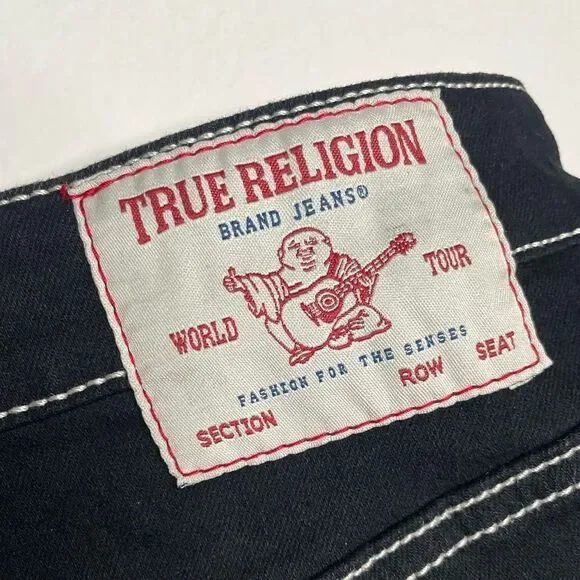 TRUE RELIGION
BRAND JEANS®
WORLD TOUR
FASHION FOR THE SENSES
SECTION ROW SEAT